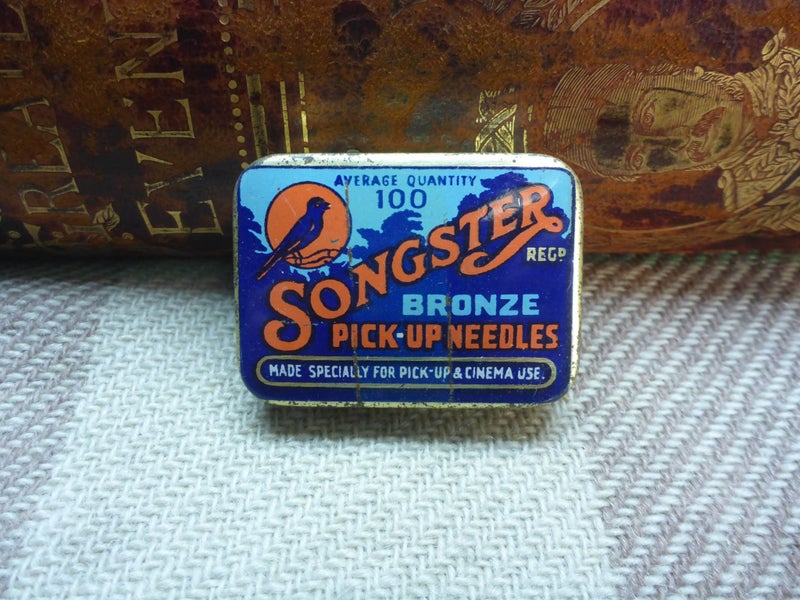 AVERAGE QUANTITY
100
SONGSTER
REGD
BRONZE
PICK-UP NEEDLES
MADE SPECIALLY FOR PICK-UP & CINEMA USE.